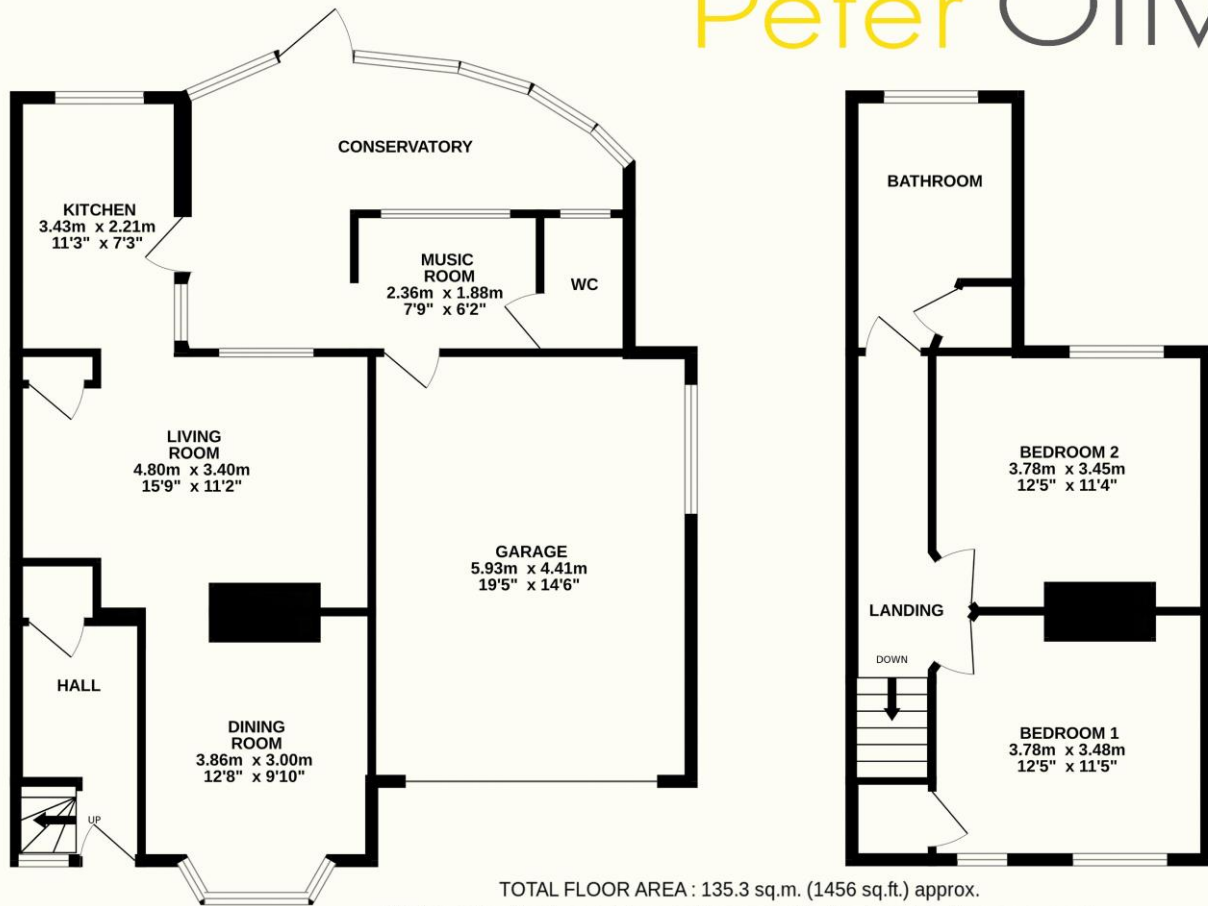 Peter Oliv
CONSERVATORY
KITCHEN
3.43m x 2.21m
11'3" x 7'3"
MUSIC
ROOM
2.36m x 1.88m
7'9" x 6'2"
WC
LIVING
ROOM
4.80m x 3.40m
15'9" x 11'2"
GARAGE
5.93m x 4.41m
19'5" x 14'6"
HALL
DINING
ROOM
3.86m x 3.00m
12'8" x 9'10"
UP
BATHROOM
BEDROOM 2
3.78m x 3.45m
12'5" x 11'4"
LANDING
DOWN
BEDROOM 1
3.78m x 3.48m
12'5" x 11'5"
TOTAL FLOOR AREA : 135.3 sq.m. (1456 sq.ft.) approx.